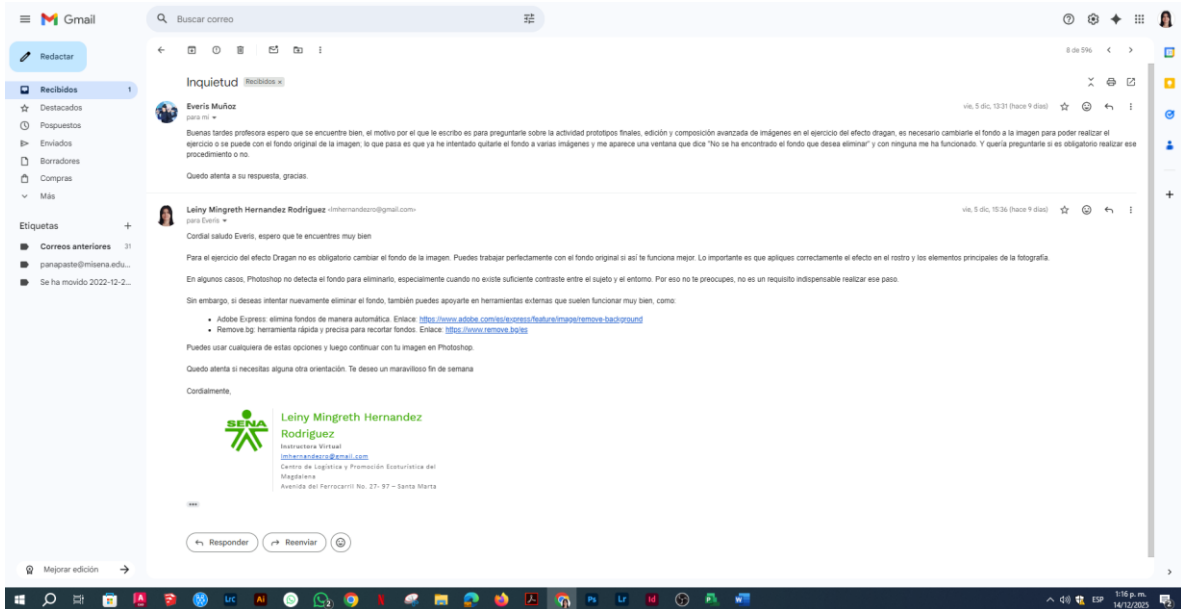 Gmail
Buscar correo
Redactar
8 de 596
Recibidos 1
Destacados
Pospuestos
Enviados
Borradores
Compras
Más
Etiquetas
Correos anteriores 31
panapaste@misena.edu...
Se ha movido 2022-12-2...
Mejorar edición
Inquietud Recibidos x
Everis Muñoz vie, 5 dic, 13:31 (hace 9 días)
para mí
Buenas tardes profesora espero que se encuentre bien, el motivo por el que le escribo es para preguntarle sobre la actividad prototipos finales, edición y composición avanzada de imágenes en el ejercicio del efecto dragan, es necesario cambiarle el fondo a la imagen para poder realizar el
ejercicio o se puede con el fondo original de la imagen; lo que pasa es que ya he intentado quitarle el fondo a varias imágenes y me aparece una ventana que dice "No se ha encontrado el fondo que desea eliminar" y con ninguna me ha funcionado. Y quería preguntarle si es obligatorio realizar ese
procedimiento o no.
Quedo atenta a su respuesta, gracias.
Leiny Mingreth Hernandez Rodriguez <lmhernandezro@gmail.com> vie, 5 dic, 15:36 (hace 9 días)
para Everis
Cordial saludo Everis, espero que te encuentres muy bien
Para el ejercicio del efecto Dragan no es obligatorio cambiar el fondo de la imagen. Puedes trabajar perfectamente con el fondo original si así te funciona mejor. Lo importante es que apliques correctamente el efecto en el rostro y los elementos principales de la fotografía.
En algunos casos, Photoshop no detecta el fondo para eliminarlo, especialmente cuando no existe suficiente contraste entre el sujeto y el entorno. Por eso no te preocupes, no es un requisito indispensable realizar ese paso.
Sin embargo, si deseas intentar nuevamente eliminar el fondo, también puedes apoyarte en herramientas externas que suelen funcionar muy bien, como:
• Adobe Express: elimina fondos de manera automática. Enlace: https://www.adobe.com/es/express/feature/image/remove-background
• Remove.bg: herramienta rápida y precisa para recortar fondos. Enlace: https://www.remove.bg/es
Puedes usar cualquiera de estas opciones y luego continuar con tu imagen en Photoshop.
Quedo atenta si necesitas alguna otra orientación. Te deseo un maravilloso fin de semana
Cordialmente,
SENA
Leiny Mingreth Hernandez
Rodriguez
Instructora Virtual
lmhernandezro@gmail.com
Centro de Logística y Promoción Ecoturística del
Magdalena
Avenida del Ferrocarril No. 27- 97 – Santa Marta
Responder
Reenviar
LrC
Ai
Ps
Lr
Id
ESP
1:16 p. m.
14/12/2025